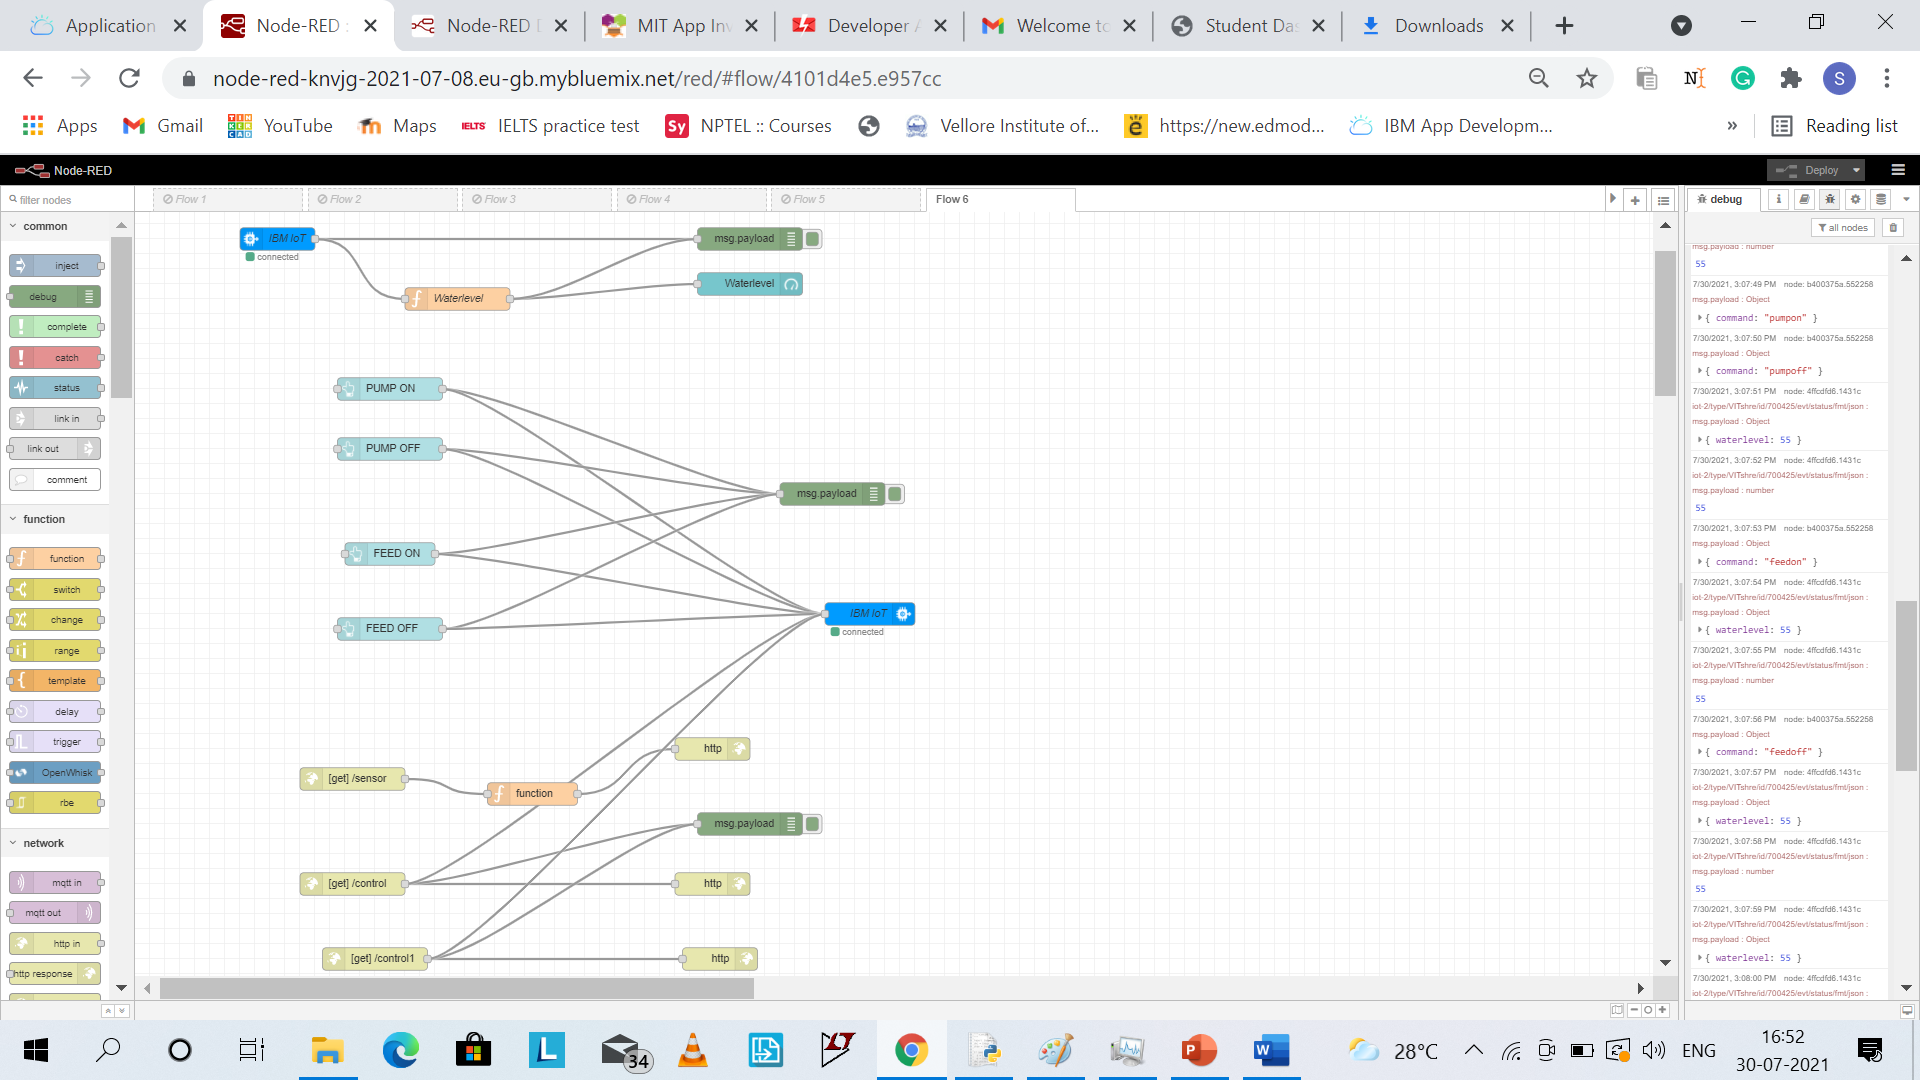 Application
Node-RED :
Node-RED D
MIT App Inv
Developer A
Welcome to
Student Das
Downloads
node-red-knvjg-2021-07-08.eu-gb.mybluemix.net/red/#flow/4101d4e5.e957cc
S
Apps
Gmail
YouTube
Maps
IELTS
IELTS practice test
Sy
NPTEL :: Courses
Vellore Institute of...
https://new.edmod...
IBM App Developm...
»
Reading list
Node-RED
Deploy
filter nodes
Flow 1
Flow 2
Flow 3
Flow 4
Flow 5
Flow 6
debug
all nodes
common
inject
debug
complete
catch
status
link in
link out
comment
function
function
switch
change
range
template
delay
trigger
OpenWhisk
rbe
network
mqtt in
mqtt out
http in
http response
IBM IoT
connected
msg.payload
Waterlevel
Waterlevel
PUMP ON
PUMP OFF
msg.payload
FEED ON
FEED OFF
IBM IoT
connected
http
[get] /sensor
function
msg.payload
[get] /control
http
[get] /control1
http
msg.payload : number
55
7/30/2021, 3:07:49 PM node: b400375a.552258
msg.payload : Object
{ command: "pumpon" }
7/30/2021, 3:07:50 PM node: b400375a.552258
msg.payload : Object
{ command: "pumpoff" }
7/30/2021, 3:07:51 PM node: 4ffcdfd6.1431c
iot-2/type/VITshre/id/700425/evt/status/fmt/json :
msg.payload : Object
{ waterlevel: 55 }
7/30/2021, 3:07:52 PM node: 4ffcdfd6.1431c
iot-2/type/VITshre/id/700425/evt/status/fmt/json :
msg.payload : number
55
7/30/2021, 3:07:53 PM node: b400375a.552258
msg.payload : Object
{ command: "feedon" }
7/30/2021, 3:07:54 PM node: 4ffcdfd6.1431c
iot-2/type/VITshre/id/700425/evt/status/fmt/json :
msg.payload : Object
{ waterlevel: 55 }
7/30/2021, 3:07:55 PM node: 4ffcdfd6.1431c
iot-2/type/VITshre/id/700425/evt/status/fmt/json :
msg.payload : number
55
7/30/2021, 3:07:56 PM node: b400375a.552258
msg.payload : Object
{ command: "feedoff" }
7/30/2021, 3:07:57 PM node: 4ffcdfd6.1431c
iot-2/type/VITshre/id/700425/evt/status/fmt/json :
msg.payload : Object
{ waterlevel: 55 }
7/30/2021, 3:07:58 PM node: 4ffcdfd6.1431c
iot-2/type/VITshre/id/700425/evt/status/fmt/json :
msg.payload : number
55
7/30/2021, 3:07:59 PM node: 4ffcdfd6.1431c
iot-2/type/VITshre/id/700425/evt/status/fmt/json :
msg.payload : Object
{ waterlevel: 55 }
7/30/2021, 3:08:00 PM node: 4ffcdfd6.1431c
iot-2/type/VITshre/id/700425/evt/status/fmt/json :
34
28°C
ENG
16:52
30-07-2021